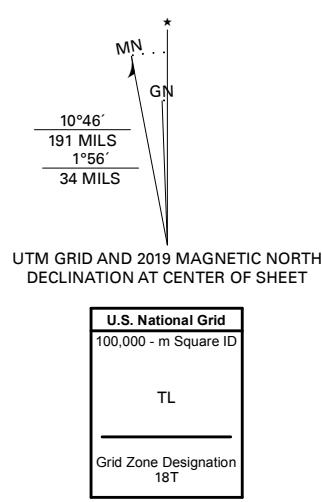 ★
MN
GN
10°46´
191 MILS
1°56´
34 MILS
UTM GRID AND 2019 MAGNETIC NORTH
DECLINATION AT CENTER OF SHEET
U.S. National Grid
100,000 - m Square ID
TL
Grid Zone Designation
18T